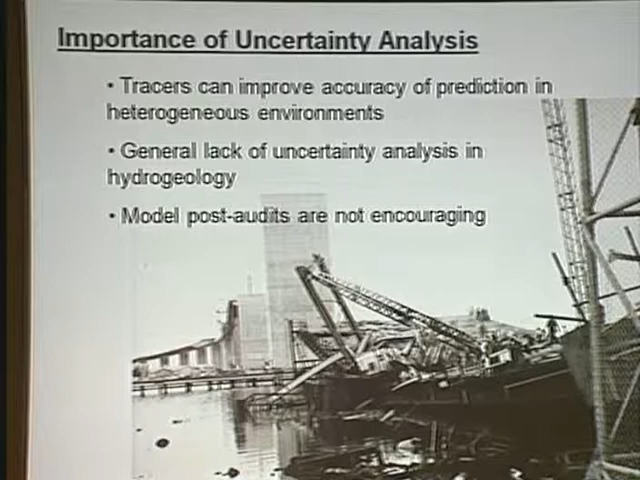 Importance of Uncertainty Analysis
• Tracers can improve accuracy of prediction in
heterogeneous environments
• General lack of uncertainty analysis in
hydrogeology
• Model post-audits are not encouraging